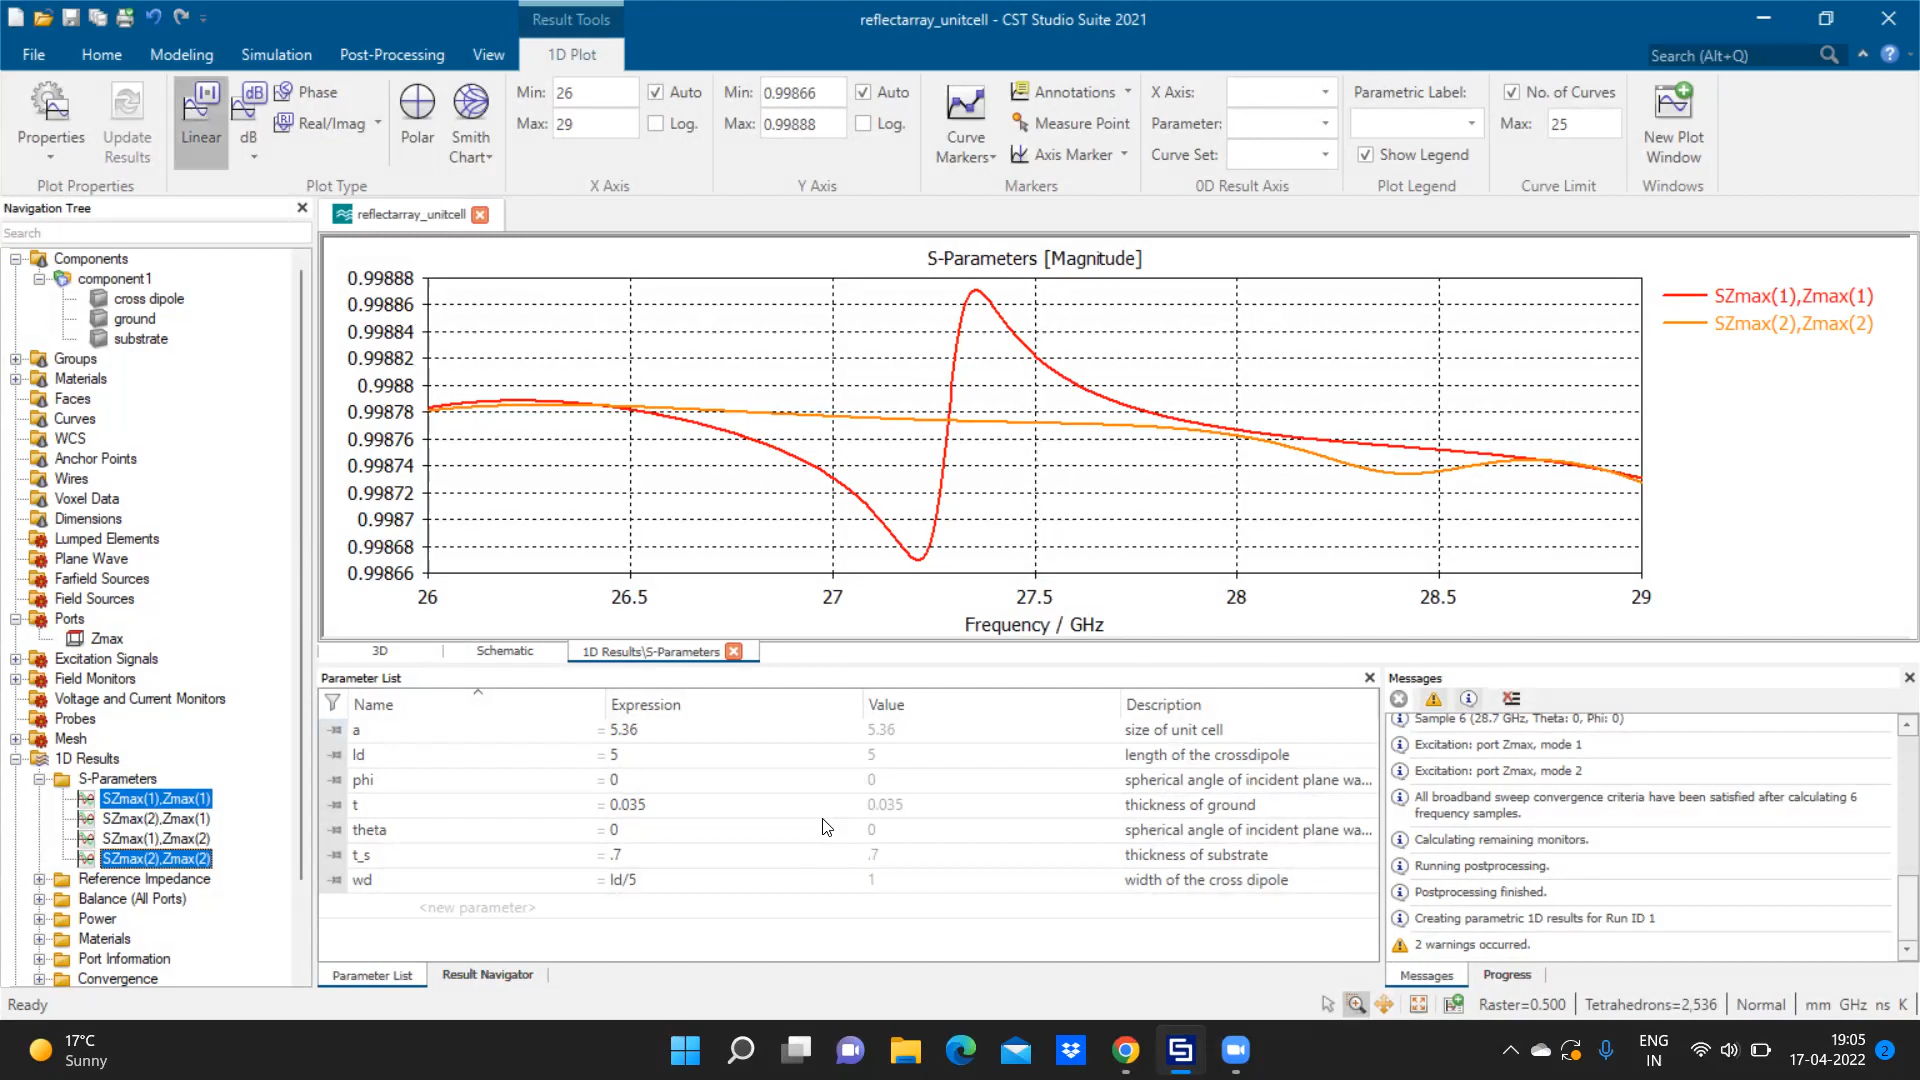 Result Tools
reflectarray_unitcell - CST Studio Suite 2021
File Home Modeling Simulation Post-Processing View 1D Plot
Search (Alt+Q)
Properties
Update Results
Plot Properties
Linear
dB
Phase
Real/Imag
Polar
Smith Chart
Plot Type
Min: 26
Auto
Max: 29
Log.
X Axis
Min: 0.99866
Auto
Max: 0.99888
Log.
Y Axis
Curve Markers
Annotations
Measure Point
Axis Marker
Markers
X Axis:
Parameter:
Curve Set:
0D Result Axis
Parametric Label:
Show Legend
Plot Legend
No. of Curves
Max: 25
Curve Limit
New Plot Window
Windows
Navigation Tree
Search
Components
component1
cross dipole
ground
substrate
Groups
Materials
Faces
Curves
WCS
Anchor Points
Wires
Voxel Data
Dimensions
Lumped Elements
Plane Wave
Farfield Sources
Field Sources
Ports
Zmax
Excitation Signals
Field Monitors
Voltage and Current Monitors
Probes
Mesh
1D Results
S-Parameters
SZmax(1),Zmax(1)
SZmax(2),Zmax(1)
SZmax(1),Zmax(2)
SZmax(2),Zmax(2)
Reference Impedance
Balance (All Ports)
Power
Materials
Port Information
Convergence
reflectarray_unitcell
S-Parameters [Magnitude]
0.99888
0.99886
0.99884
0.99882
0.9988
0.99878
0.99876
0.99874
0.99872
0.9987
0.99868
0.99866
26 26.5 27 27.5 28 28.5 29
Frequency / GHz
SZmax(1),Zmax(1)
SZmax(2),Zmax(2)
3D Schematic 1D Results\S-Parameters
Parameter List
Name Expression Value Description
a = 5.36 5.36 size of unit cell
ld = 5 5 length of the crossdipole
phi = 0 0 spherical angle of incident plane wa...
t = 0.035 0.035 thickness of ground
theta = 0 0 spherical angle of incident plane wa...
t_s = .7 .7 thickness of substrate
wd = ld/5 1 width of the cross dipole
<new parameter>
Parameter List Result Navigator
Messages
Sample 6 (28.7 GHz, Theta: 0, Phi: 0)
Excitation: port Zmax, mode 1
Excitation: port Zmax, mode 2
All broadband sweep convergence criteria have been satisfied after calculating 6
frequency samples.
Calculating remaining monitors.
Running postprocessing.
Postprocessing finished.
Creating parametric 1D results for Run ID 1
2 warnings occurred.
Messages Progress
Ready
Raster=0.500 Tetrahedrons=2,536 Normal mm GHz ns K
17°C
Sunny
ENG
IN
19:05
17-04-2022
2